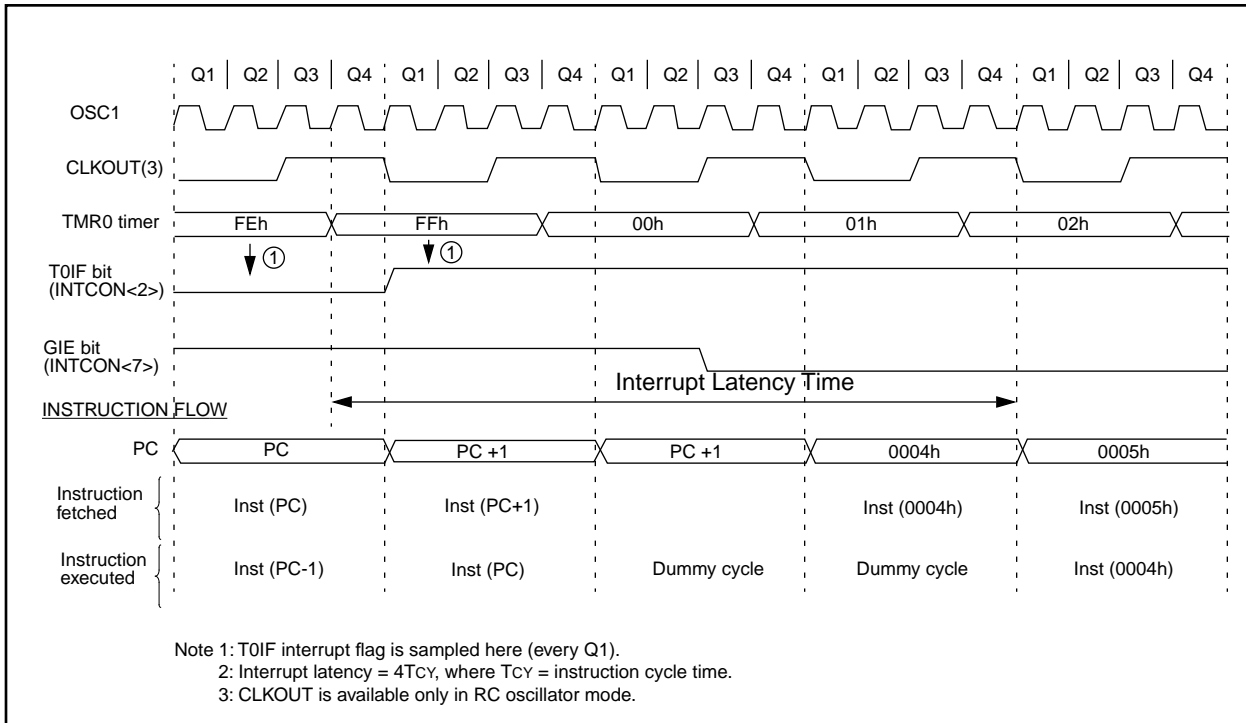 Q1 Q2 Q3 Q4 Q1 Q2 Q3 Q4 Q1 Q2 Q3 Q4 Q1 Q2 Q3 Q4 Q1 Q2 Q3 Q4
OSC1
CLKOUT(3)
TMR0 timer FEh FFh 00h 01h 02h
1 1
T0IF bit
(INTCON<2>)
GIE bit
(INTCON<7>)
Interrupt Latency Time
INSTRUCTION FLOW
PC PC PC +1 PC +1 0004h 0005h
Instruction
fetched
Inst (PC) Inst (PC+1) Inst (0004h) Inst (0005h)
Instruction
executed
Inst (PC-1) Inst (PC) Dummy cycle Dummy cycle Inst (0004h)
Note 1: T0IF interrupt flag is sampled here (every Q1).
2: Interrupt latency = 4TCY, where TCY = instruction cycle time.
3: CLKOUT is available only in RC oscillator mode.